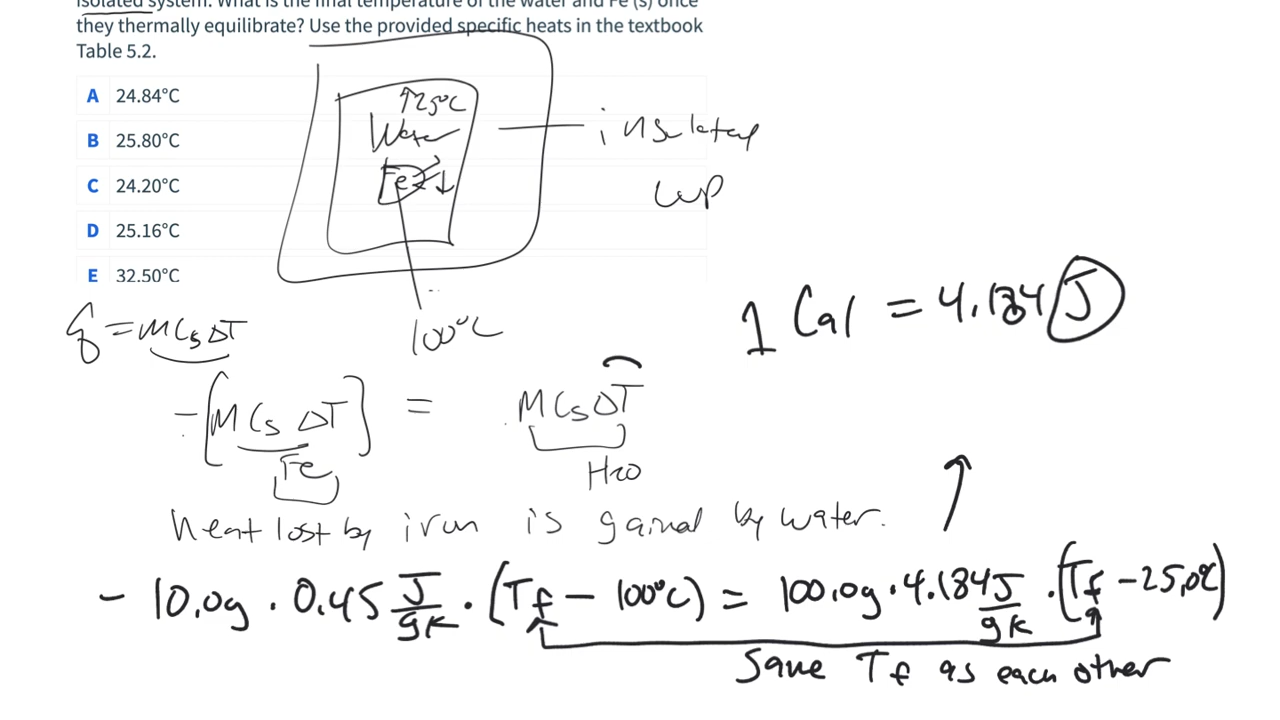 isolated system. What is the final temperature of the water and Fe (s) once
they thermally equilibrate? Use the provided specific heats in the textbook
Table 5.2.
A 24.84°C
B 25.80°C
C 24.20°C
D 25.16°C
E 32.50°C
↑25°C
Water
Fe ↓
insulated
cup
100°C
1 Cal = 4.184 J
q = mCsΔT
-[MCs ΔT] = MCsΔT
Fe H2O
heat lost by iron is gained by water.
- 10.0g · 0.45 J/gK · (Tf - 100°C) = 100.0g · 4.184 J/gK · (Tf - 25.0°C)
Same Tf as each other